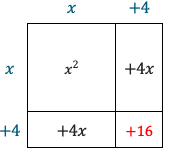 x +4
x x² +4x
+4 +4x +16